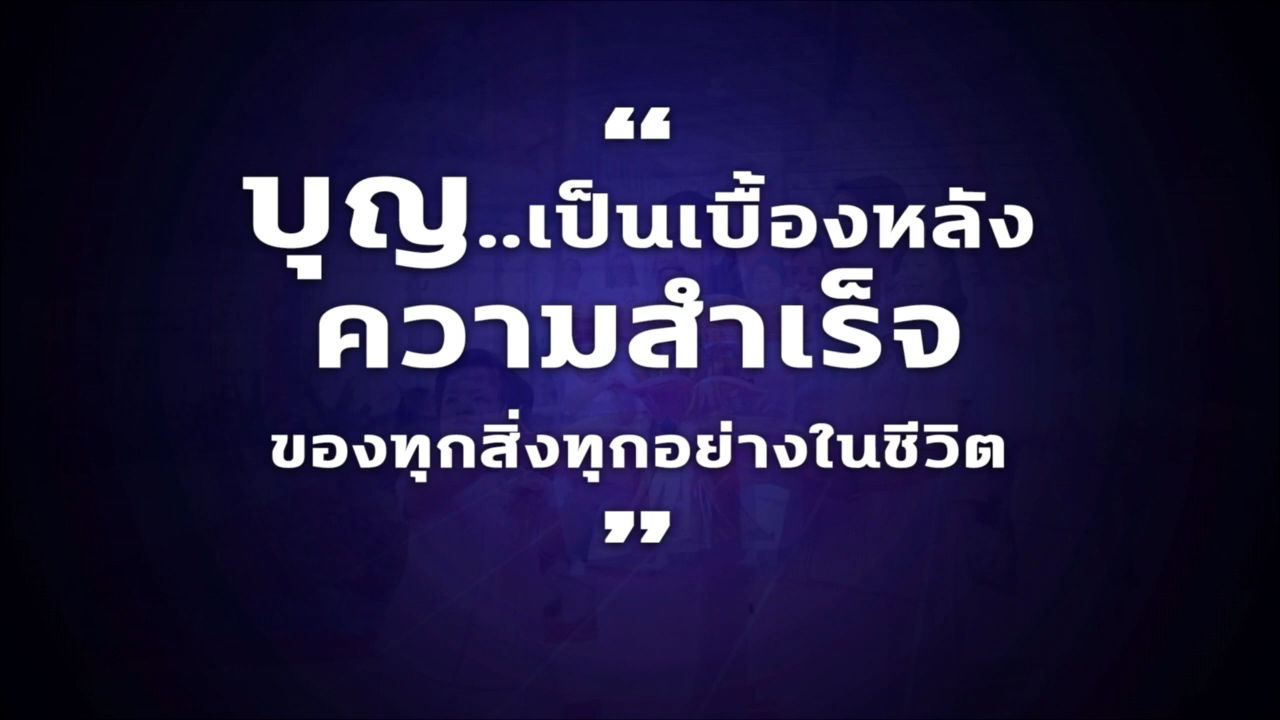 “
บุญ..เป็นเบื้องหลัง
ความสำเร็จ
ของทุกสิ่งทุกอย่างในชีวิต
”